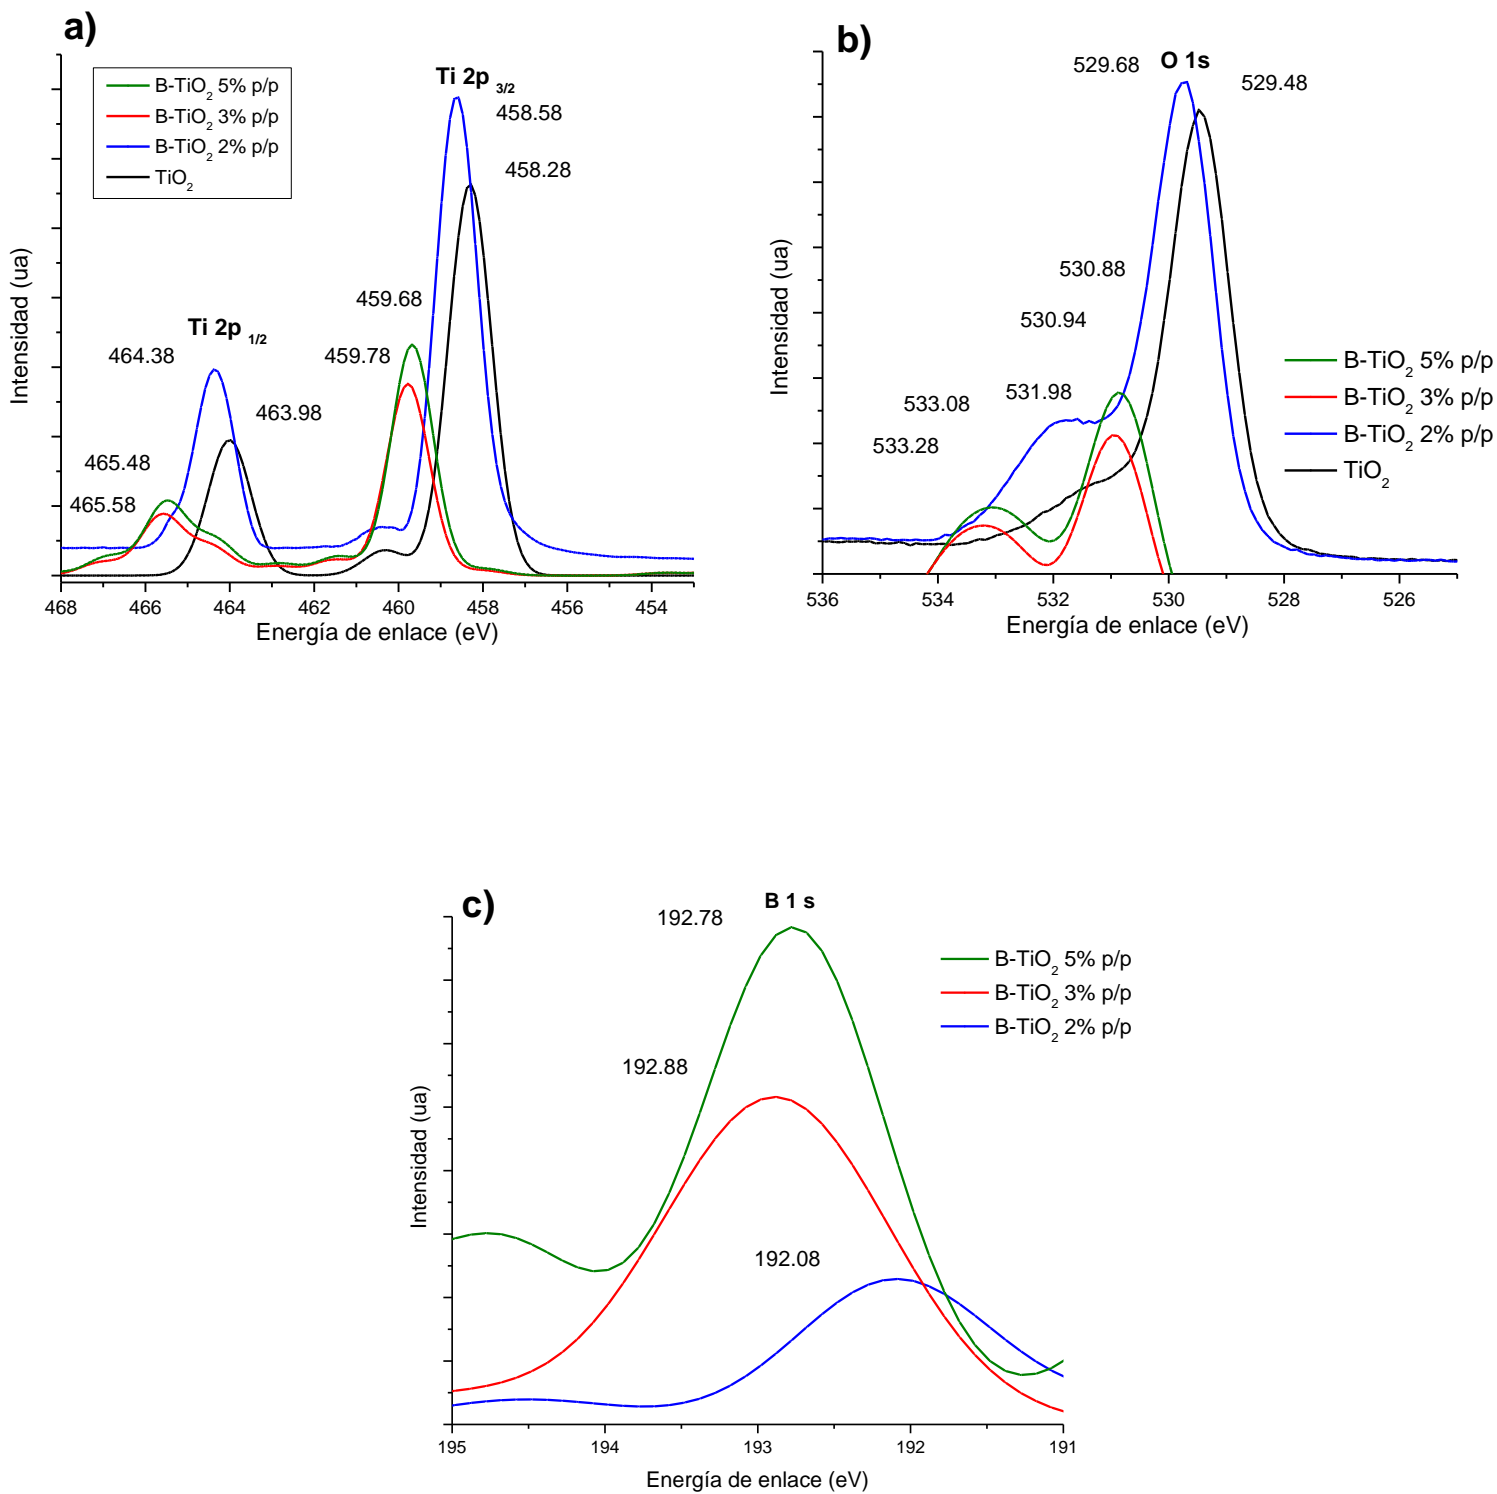 a)
B-TiO2 5% p/p
B-TiO2 3% p/p
B-TiO2 2% p/p
TiO2
Ti 2p 3/2
458.58
458.28
459.68
459.78
Ti 2p 1/2
464.38
463.98
465.48
465.58
Intensidad (ua)
468 466 464 462 460 458 456 454
Energía de enlace (eV)
b)
O 1s
529.68
529.48
530.88
530.94
531.98
533.08
533.28
B-TiO2 5% p/p
B-TiO2 3% p/p
B-TiO2 2% p/p
TiO2
Intensidad (ua)
536 534 532 530 528 526
Energía de enlace (eV)
c)
B 1 s
192.78
192.88
192.08
B-TiO2 5% p/p
B-TiO2 3% p/p
B-TiO2 2% p/p
Intensidad (ua)
195 194 193 192 191
Energía de enlace (eV)